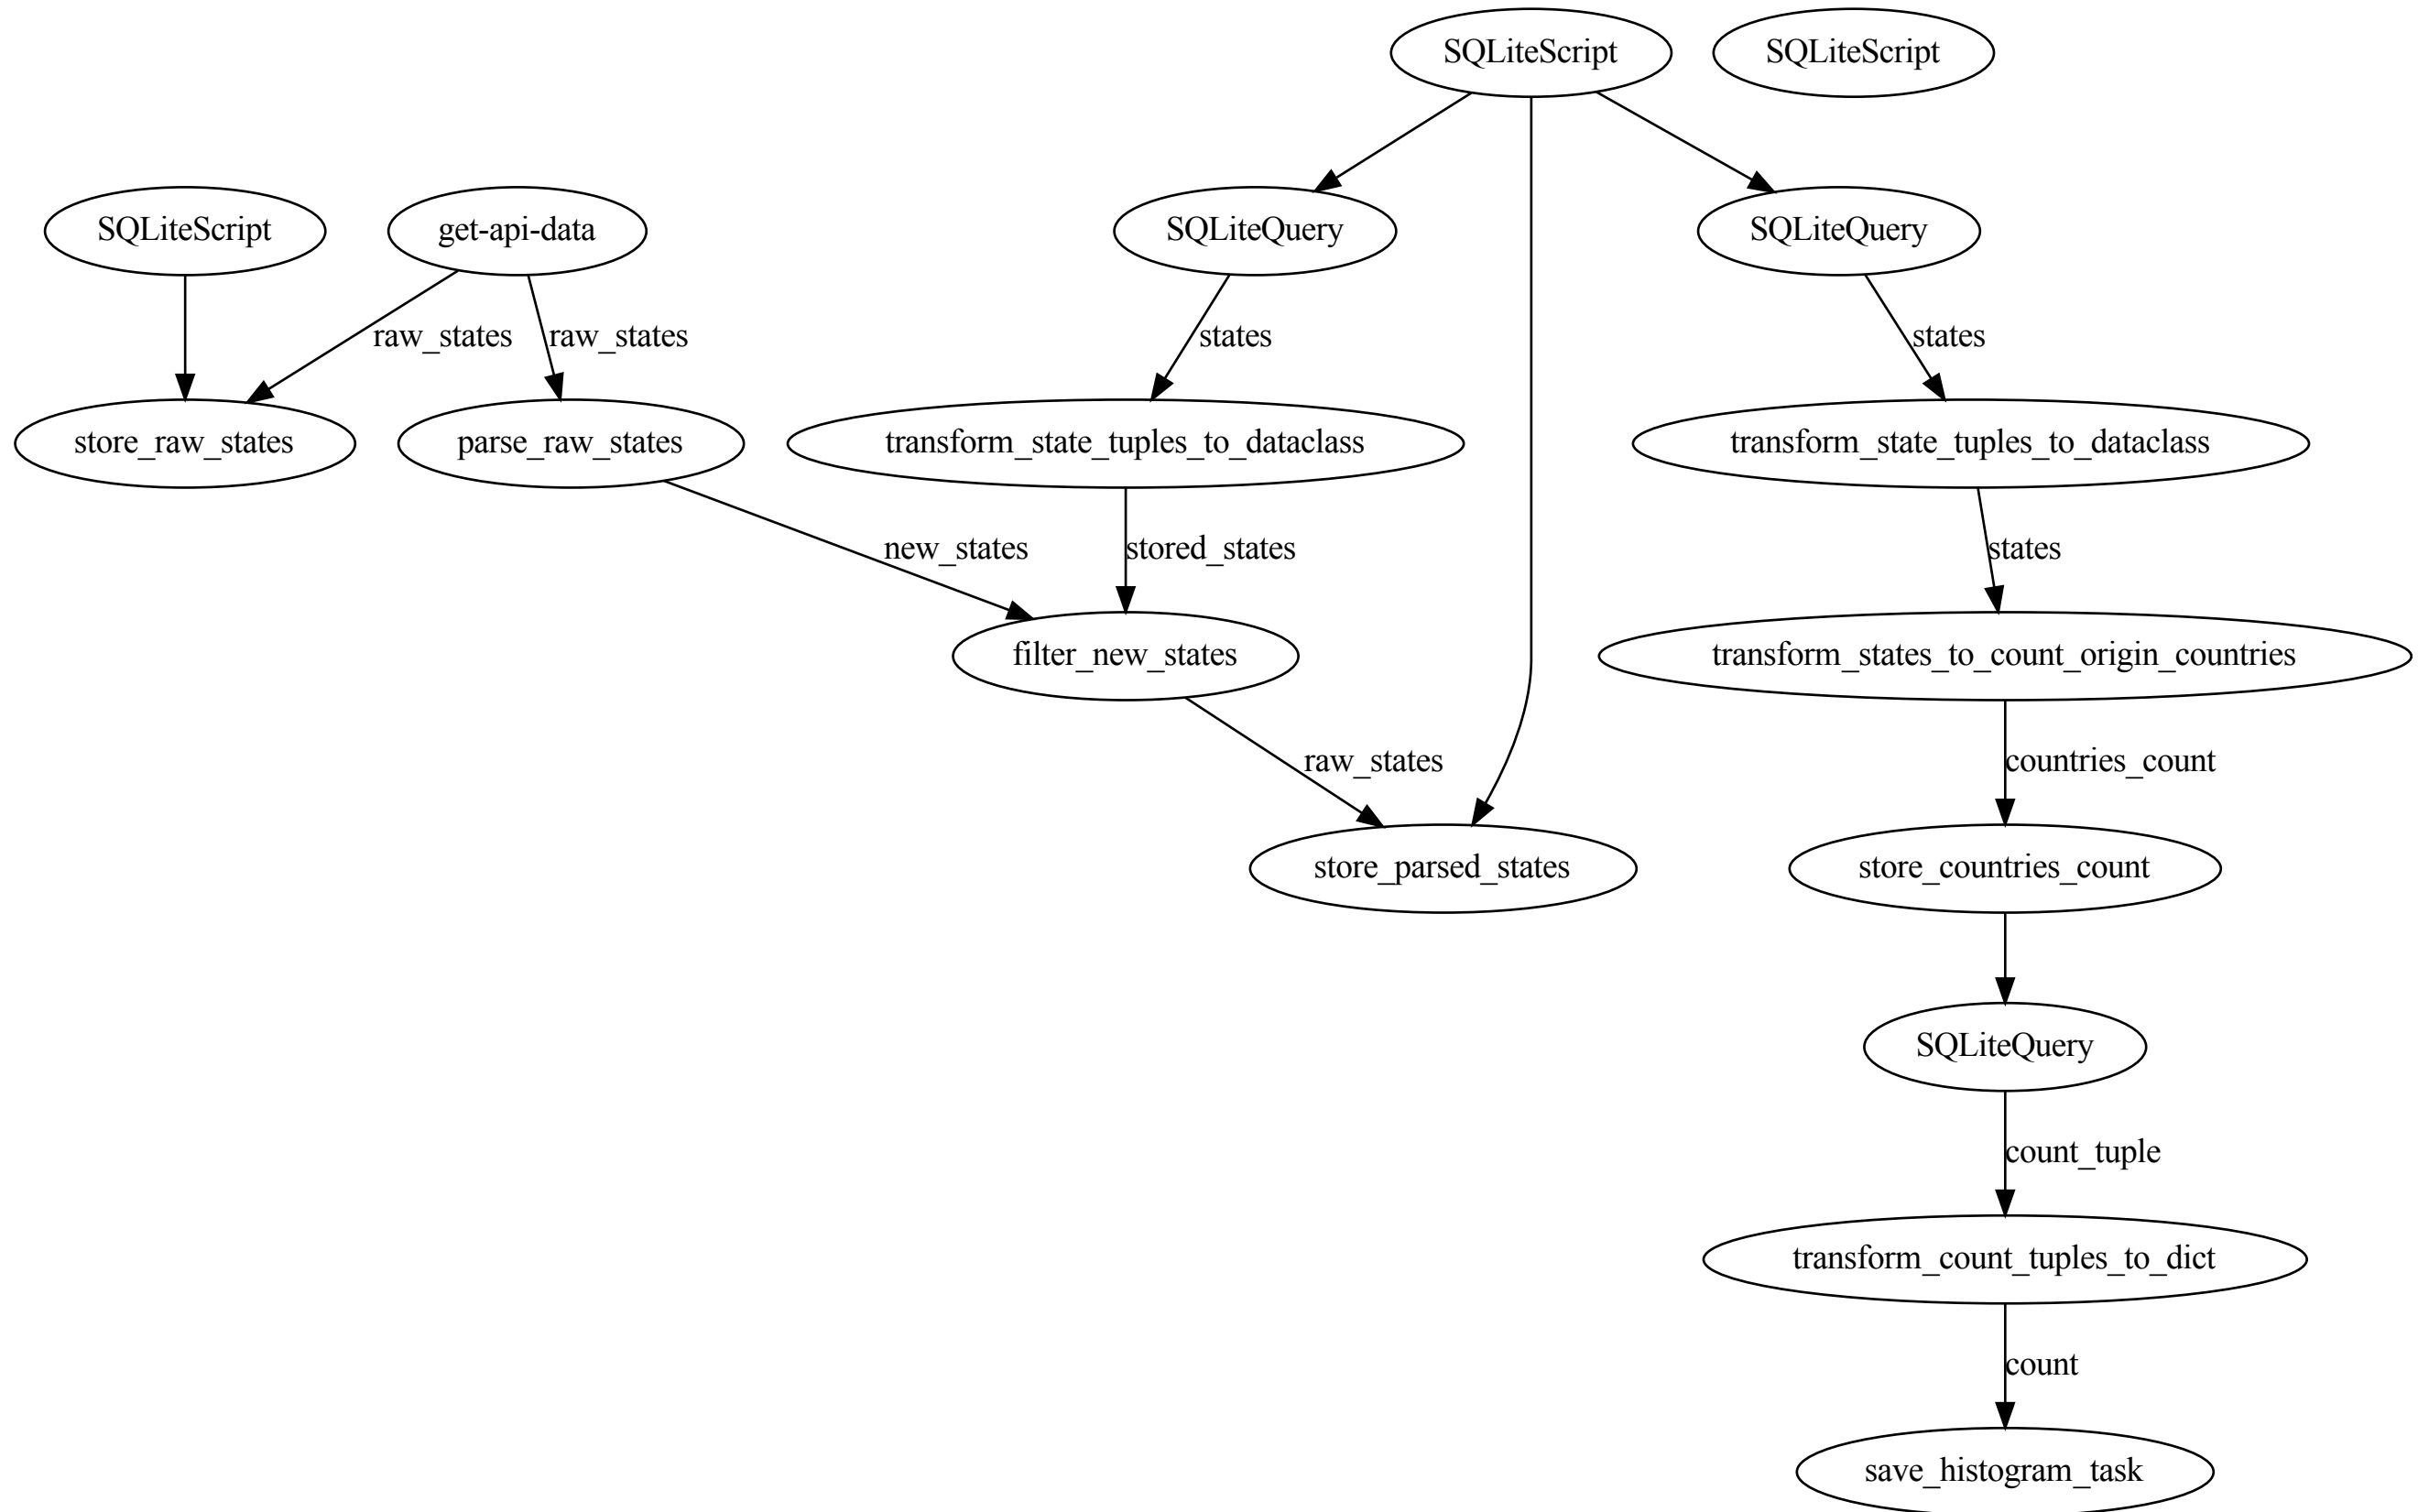 SQLiteScript
SQLiteScript
SQLiteScript
get-api-data
SQLiteQuery
SQLiteQuery
raw_states
raw_states
states
states
store_raw_states
parse_raw_states
transform_state_tuples_to_dataclass
transform_state_tuples_to_dataclass
new_states
stored_states
states
filter_new_states
transform_states_to_count_origin_countries
raw_states
countries_count
store_parsed_states
store_countries_count
SQLiteQuery
count_tuple
transform_count_tuples_to_dict
count
save_histogram_task